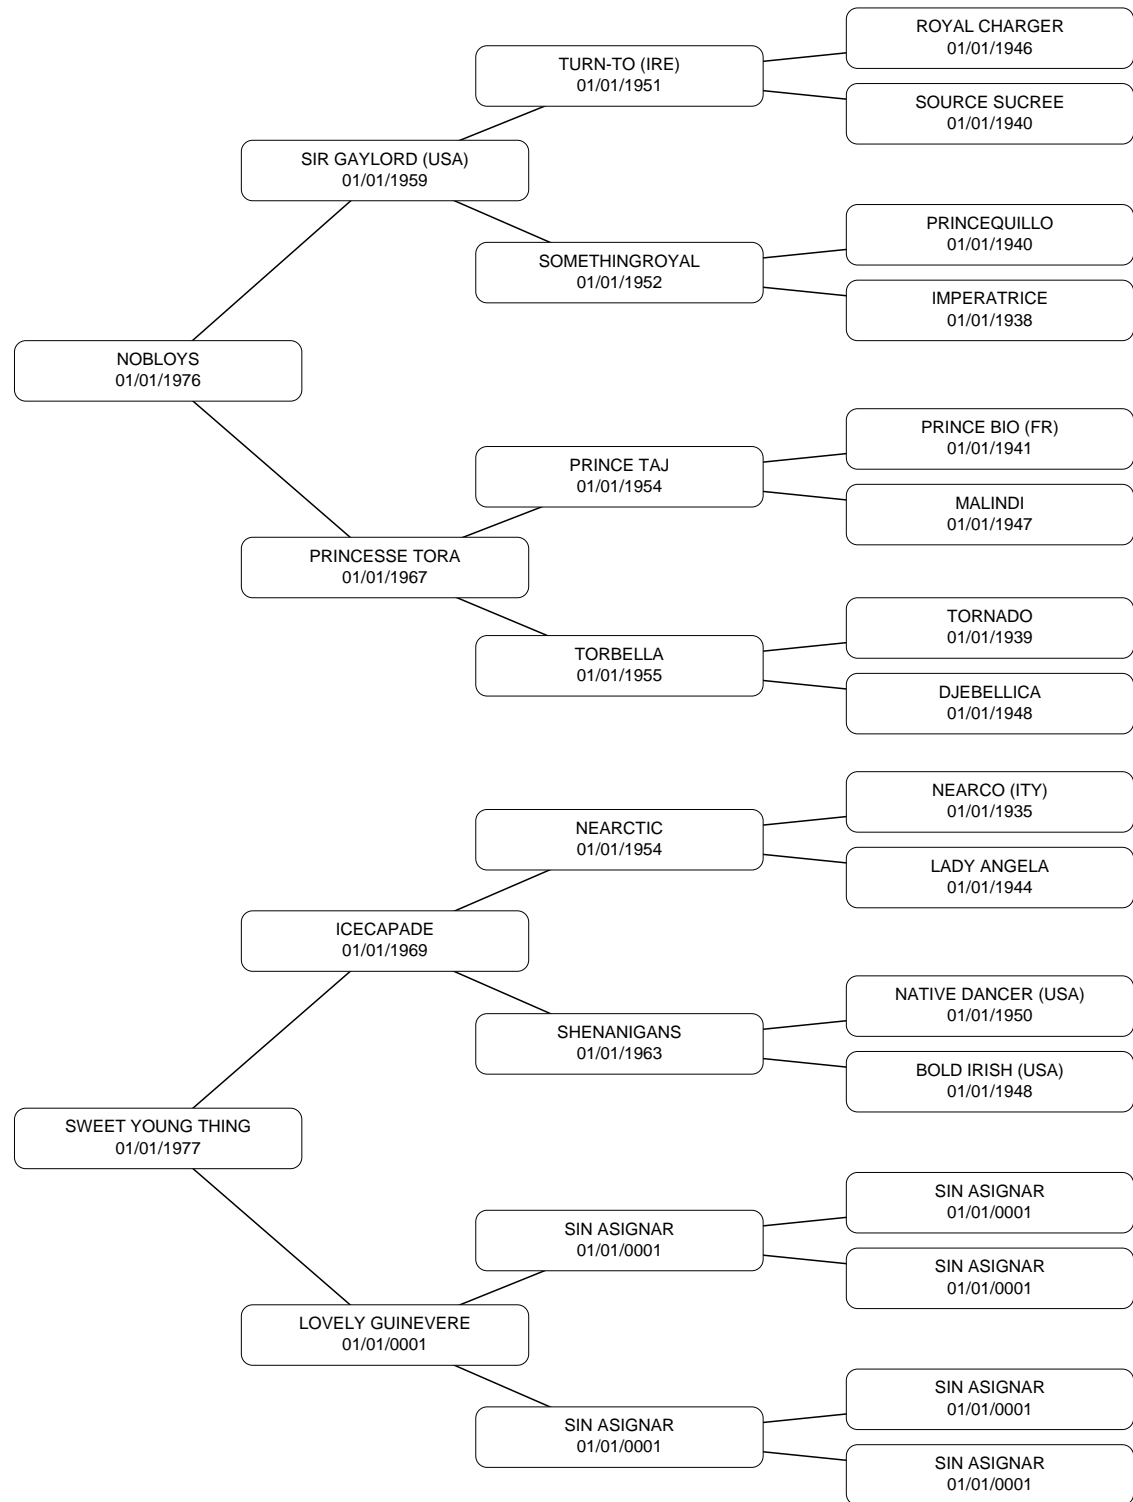 ROYAL CHARGER
01/01/1946
TURN-TO (IRE)
01/01/1951
SOURCE SUCREE
01/01/1940
SIR GAYLORD (USA)
01/01/1959
PRINCEQUILLO
01/01/1940
SOMETHINGROYAL
01/01/1952
IMPERATRICE
01/01/1938
NOBLOYS
01/01/1976
PRINCE BIO (FR)
01/01/1941
PRINCE TAJ
01/01/1954
MALINDI
01/01/1947
PRINCESSE TORA
01/01/1967
TORNADO
01/01/1939
TORBELLA
01/01/1955
DJEBELLICA
01/01/1948
NEARCO (ITY)
01/01/1935
NEARCTIC
01/01/1954
LADY ANGELA
01/01/1944
ICECAPADE
01/01/1969
NATIVE DANCER (USA)
01/01/1950
SHENANIGANS
01/01/1963
BOLD IRISH (USA)
01/01/1948
SWEET YOUNG THING
01/01/1977
SIN ASIGNAR
01/01/0001
SIN ASIGNAR
01/01/0001
SIN ASIGNAR
01/01/0001
LOVELY GUINEVERE
01/01/0001
SIN ASIGNAR
01/01/0001
SIN ASIGNAR
01/01/0001
SIN ASIGNAR
01/01/0001